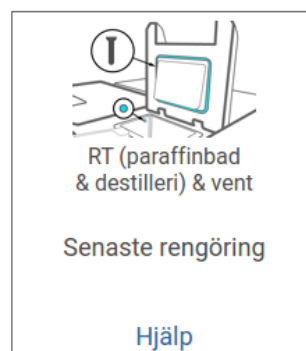 RT (paraffinbad
& destilleri) & vent
Senaste rengöring
Hjälp